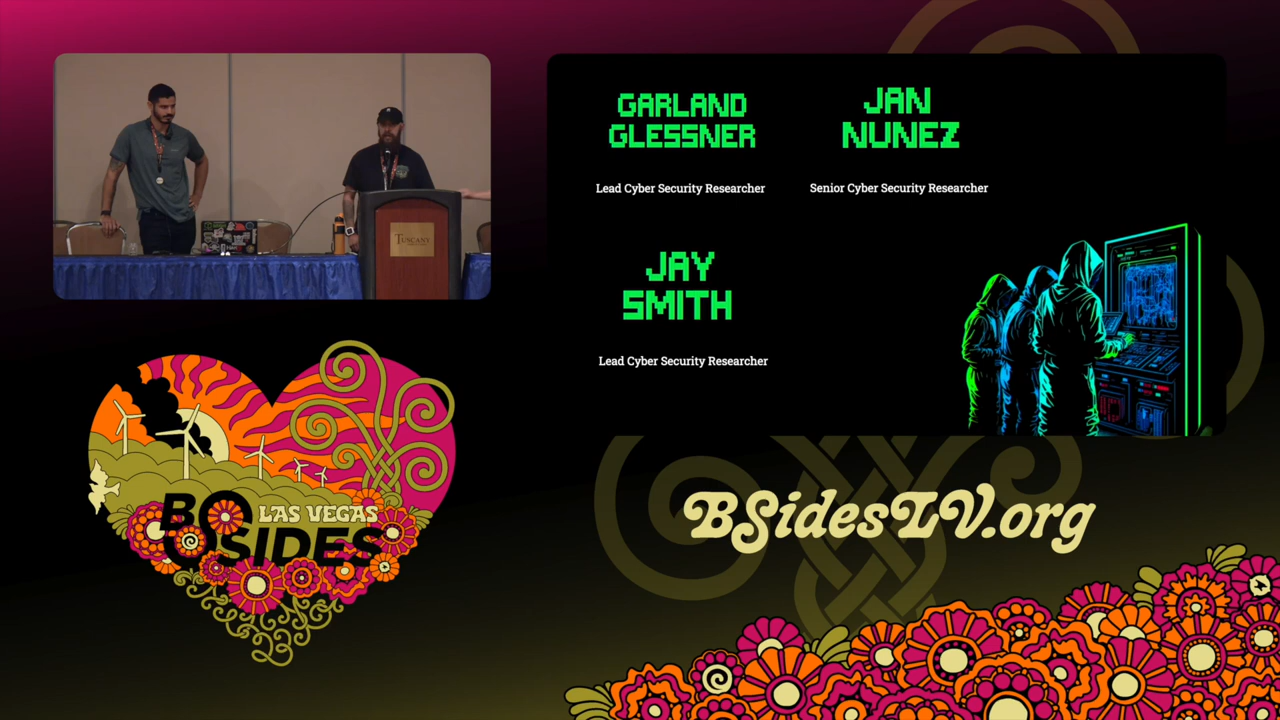 GARLAND
GLESSNER
JAN
NUNEZ
Lead Cyber Security Researcher
Senior Cyber Security Researcher
TUSCANY
JAY
SMITH
Lead Cyber Security Researcher
LAS VEGAS
BSIDES
BSidesLV.org